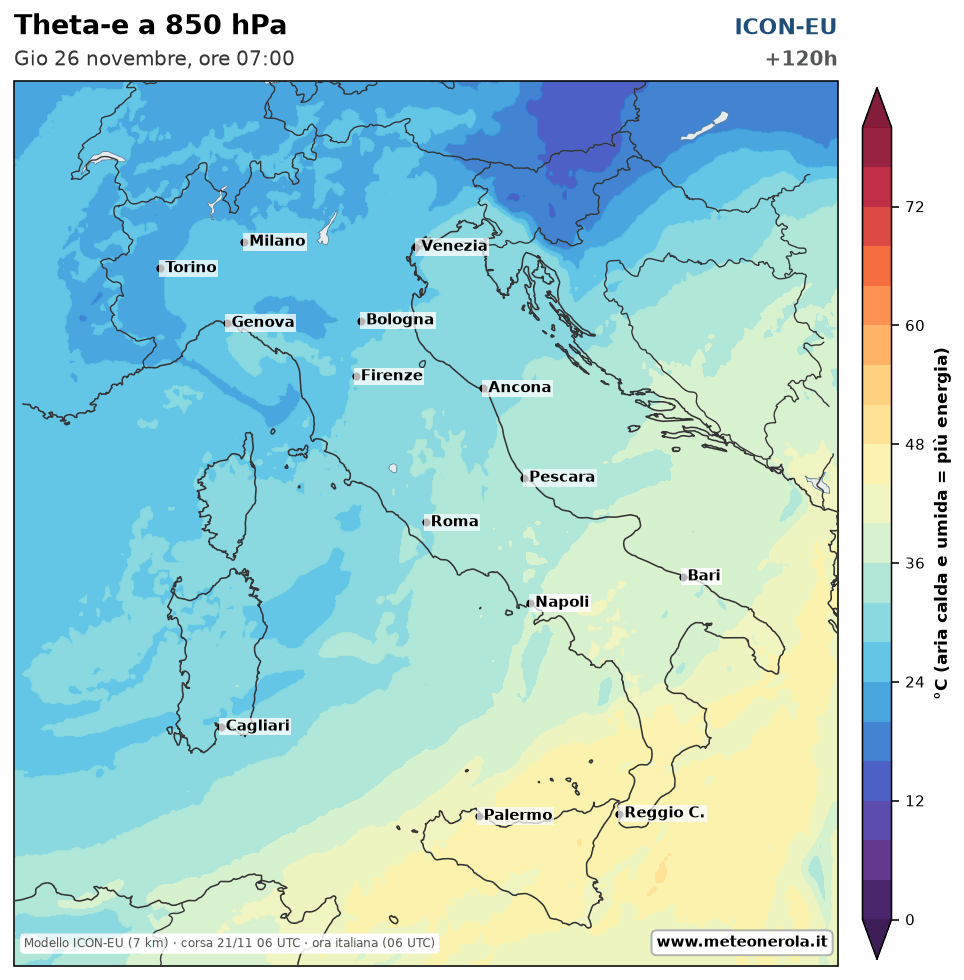 Theta-e a 850 hPa
ICON-EU
Gio 26 novembre, ore 07:00
+120h
Milano
Venezia
Torino
Genova
Bologna
Firenze
Ancona
Pescara
Roma
Bari
Napoli
Cagliari
Palermo
Reggio C.
72
60
48
36
24
12
0
°C (aria calda e umida = più energia)
Modello ICON-EU (7 km) · corsa 21/11 06 UTC · ora italiana (06 UTC)
www.meteonerola.it